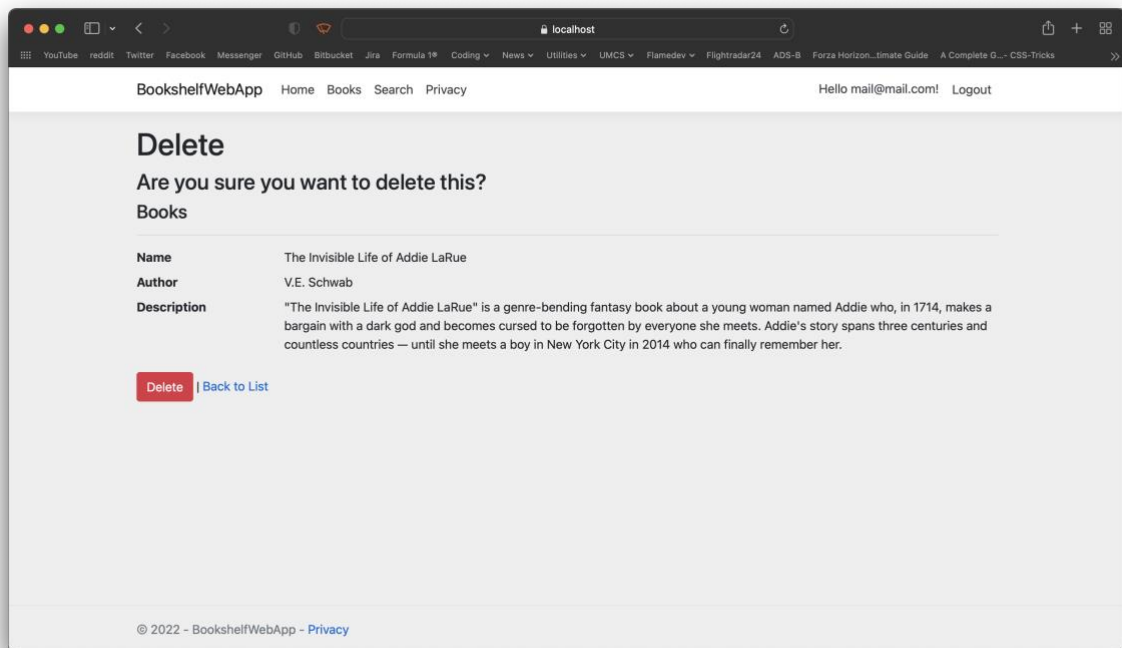 localhost
YouTube reddit Twitter Facebook Messenger GitHub Bitbucket Jira Formula 1® Coding News Utilities UMCS Flamedev Flightradar24 ADS-B Forza Horizon...timate Guide A Complete G...- CSS-Tricks
BookshelfWebApp Home Books Search Privacy Hello mail@mail.com! Logout
Delete
Are you sure you want to delete this?
Books
Name The Invisible Life of Addie LaRue
Author V.E. Schwab
Description "The Invisible Life of Addie LaRue" is a genre-bending fantasy book about a young woman named Addie who, in 1714, makes a
bargain with a dark god and becomes cursed to be forgotten by everyone she meets. Addie's story spans three centuries and
countless countries — until she meets a boy in New York City in 2014 who can finally remember her.
Delete | Back to List
© 2022 - BookshelfWebApp - Privacy